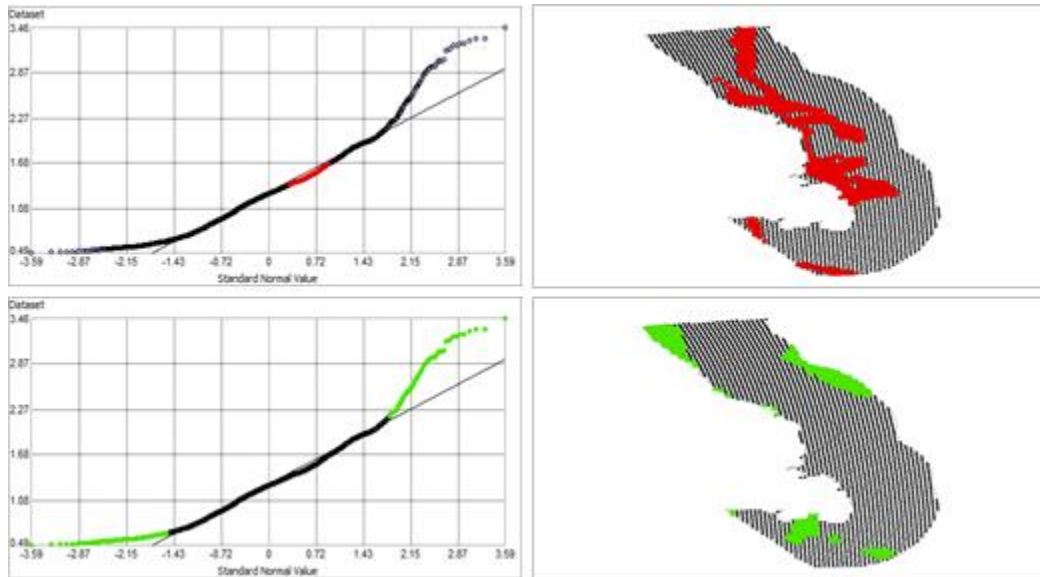 Dataset
3.46
2.87
2.27
1.68
1.08
0.49
-3.59 -2.87 -2.15 -1.43 -0.72 0 0.72 1.43 2.15 2.87 3.59
Standard Normal Value
Dataset
3.46
2.87
2.27
1.68
1.08
0.49
-3.59 -2.87 -2.15 -1.43 -0.72 0 0.72 1.43 2.15 2.87 3.59
Standard Normal Value